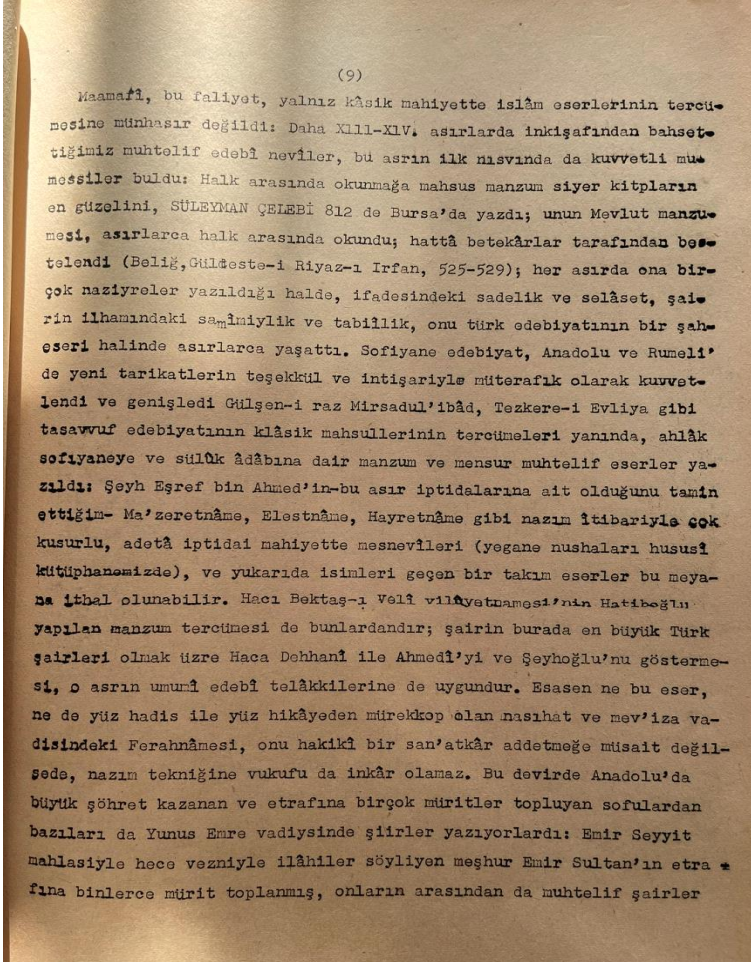 (9)
Maamafî, bu faliyet, yalnız kâsik mahiyette islâm eserlerinin tercü-
mesine münhasır değildi: Daha Xlll-XlV. asırlarda inkişafından bahset-
tiğimiz muhtelif edebî neviler, bu asrın ilk nısvında da kuvvetli mü-
messiler buldu: Halk arasında okunmağa mahsus manzum siyer kitpların
en güzelini, SÜLEYMAN ÇELEBİ 812 de Bursa'da yazdı; unun Mevlut manzu-
mesi, asırlarca halk arasında okundu; hattâ betekârlar tarafından bes-
telendi (Beliğ,Güldeste-i Riyaz-ı Irfan, 525-529); her asırda ona bir-
çok naziyreler yazıldığı halde, ifadesindeki sadelik ve selâset, şai-
rin ilhamındaki samîmiylik ve tabiîlik, onu türk edebiyatının bir şah-
eseri halinde asırlarca yaşattı. Sofiyane edebiyat, Anadolu ve Rumeli'
de yeni tarikatlerin teşekkül ve intişariyle müterafık olarak kuvvet-
lendi ve genişledi Gülşen-i raz Mirsadul'ibâd, Tezkere-i Evliya gibi
tasavvuf edebiyatının klâsik mahsullerinin tercümeleri yanında, ahlâk
sofiyaneye ve sülûk âdâbına dair manzum ve mensur muhtelif eserler ya-
zıldı: Şeyh Eşref bin Ahmed'in-bu asır iptidalarına ait olduğunu tamin
ettiğim- Ma'zeretnâme, Elestnâme, Hayretnâme gibi nazım îtibariyle çok
kusurlu, adetâ iptidai mahiyette mesnevîleri (yegane nushaları hususî
kütüphanemizde), ve yukarıda isimleri geçen bir takım eserler bu meya-
na ithal olunabilir. Hacı Bektaş-ı Velî vilâyetnamesi'nin Hatiboğlu
yapılan manzum tercümesi de bunlardandır; şairin burada en büyük Türk
şairleri olmak üzre Haca Dehhanî ile Ahmedî'yi ve Şeyhoğlu'nu gösterme-
si, o asrın umumî edebî telâkkilerine de uygundur. Esasen ne bu eser,
ne de yüz hadis ile yüz hikâyeden mürekkop olan nasihat ve mev'iza va-
disindeki Ferahnâmesi, onu hakikî bir san'atkâr addetmeğe müsait değil-
sede, nazım tekniğine vukufu da inkâr olamaz. Bu devirde Anadolu'da
büyük şöhret kazanan ve etrafına birçok müritler topluyan sofulardan
bazıları da Yunus Emre vadiysinde şiirler yazıyorlardı: Emir Seyyit
mahlasiyle hece vezniyle ilâhiler söyliyen meşhur Emir Sultan'ın etra -
fına binlerce mürit toplanmış, onların arasından da muhtelif şairler